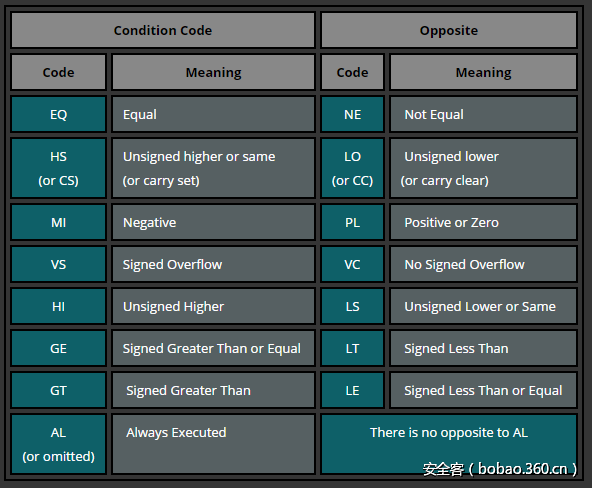 Condition Code Opposite
Code Meaning Code Meaning
EQ Equal NE Not Equal
HS Unsigned higher or same LO Unsigned lower
(or CS) (or carry set) (or CC) (or carry clear)
MI Negative PL Positive or Zero
VS Signed Overflow VC No Signed Overflow
HI Unsigned Higher LS Unsigned Lower or Same
GE Signed Greater Than or Equal LT Signed Less Than
GT Signed Greater Than LE Signed Less Than or Equal
AL Always Executed There is no opposite to AL
(or omitted)
安全客（bobao.360.cn）